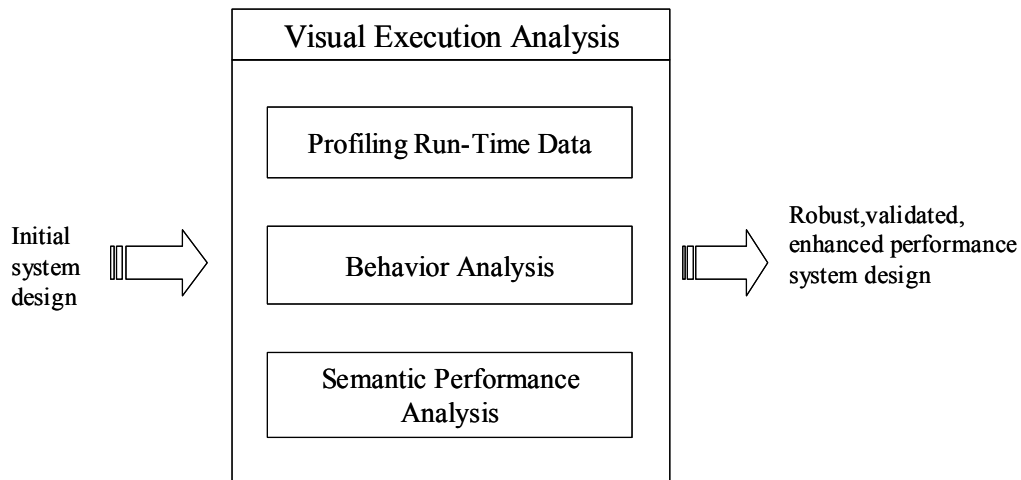 Visual Execution Analysis
Profiling Run-Time Data
Initial
system
design
Behavior Analysis
Semantic Performance
Analysis
Robust,validated,
enhanced performance
system design